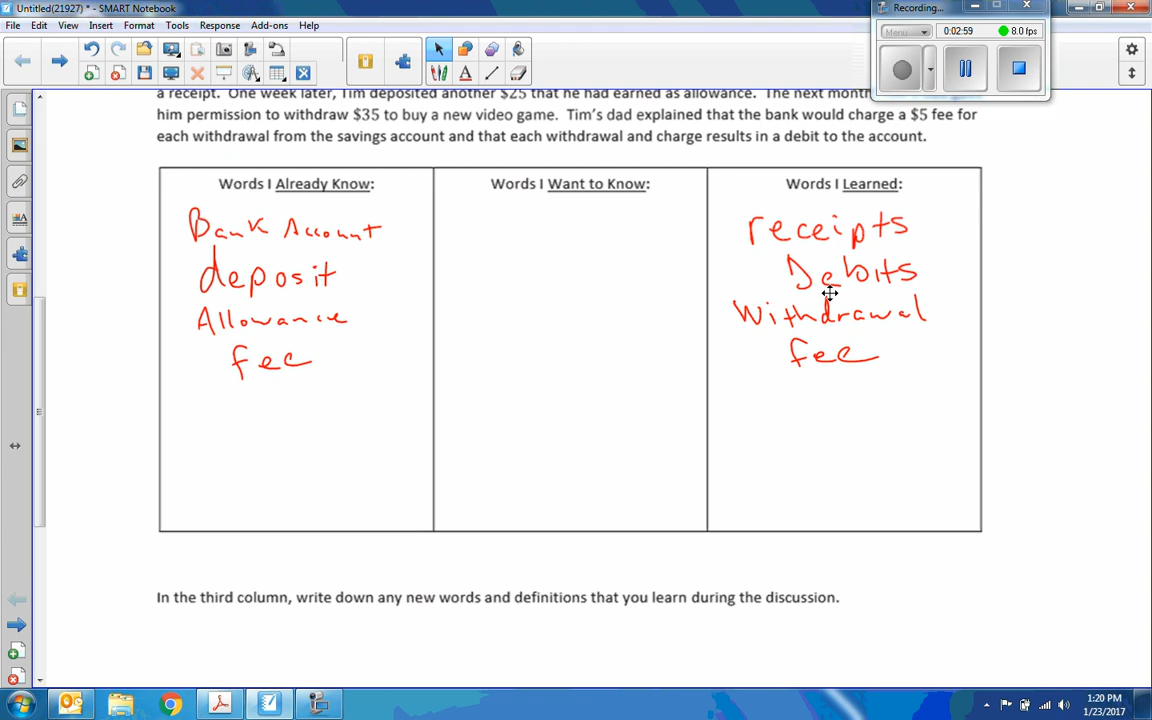 Untitled(21927) * - SMART Notebook
Recording...
File Edit View Insert Format Tools Response Add-ons Help
Menu 0:02:59 8.0 fps
a receipt. One week later, Tim deposited another $25 that he had earned as allowance. The next month
him permission to withdraw $35 to buy a new video game. Tim's dad explained that the bank would charge a $5 fee for
each withdrawal from the savings account and that each withdrawal and charge results in a debit to the account.
Words I Already Know:
Bank Account
deposit
Allowance
fee
Words I Want to Know:
Words I Learned:
receipts
Debits
Withdrawal
fee
In the third column, write down any new words and definitions that you learn during the discussion.
1:20 PM
1/23/2017